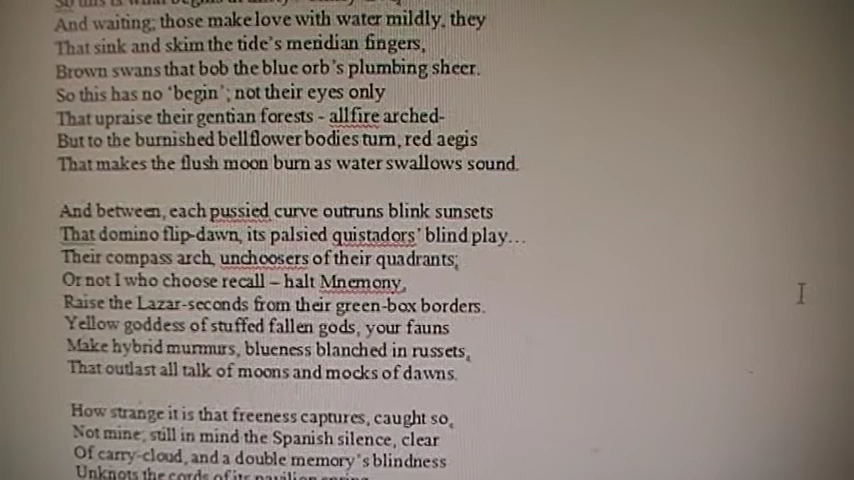 So this is what begins
And waiting; those make love with water mildly, they
That sink and skim the tide's meridian fingers,
Brown swans that bob the blue orb's plumbing sheer.
So this has no 'begin'; not their eyes only
That upraise their gentian forests - allfire arched-
But to the burnished bellflower bodies turn, red aegis
That makes the flush moon burn as water swallows sound.
And between, each pussied curve outruns blink sunsets
That domino flip-dawn, its palsied quistadors' blind play...
Their compass arch, unchoosers of their quadrants;
Or not I who choose recall – halt Mnemony,
Raise the Lazar-seconds from their green-box borders.
Yellow goddess of stuffed fallen gods, your fauns
Make hybrid murmurs, blueness blanched in russets,
That outlast all talk of moons and mocks of dawns.
How strange it is that freeness captures, caught so,
Not mine; still in mind the Spanish silence, clear
Of carry-cloud, and a double memory's blindness
Unknots the cords of its pavilion spring